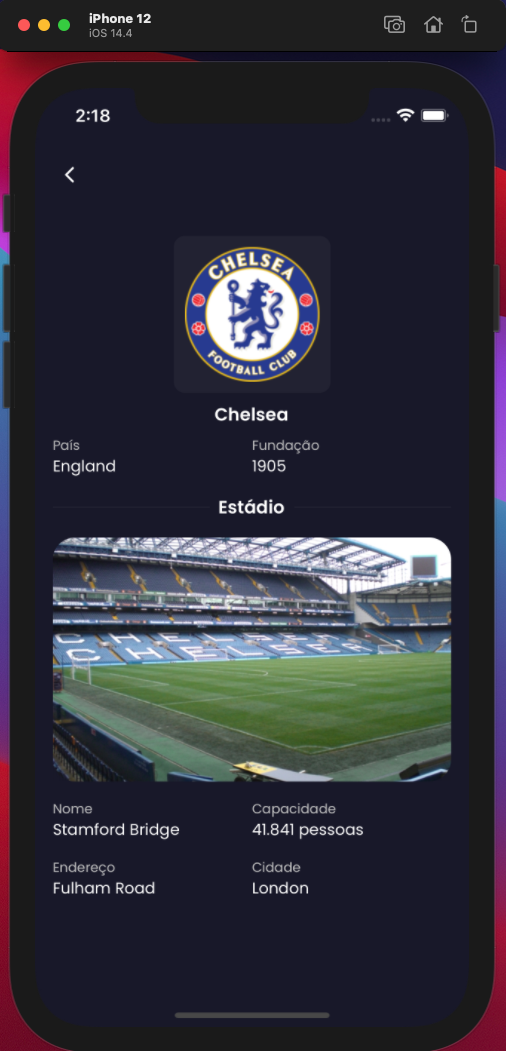 iPhone 12
iOS 14.4
2:18
CHELSEA
FOOTBALL CLUB
Chelsea
País
Fundação
England
1905
Estádio
CHELSEA
CHELSEA
Nome
Capacidade
Stamford Bridge
41.841 pessoas
Endereço
Cidade
Fulham Road
London